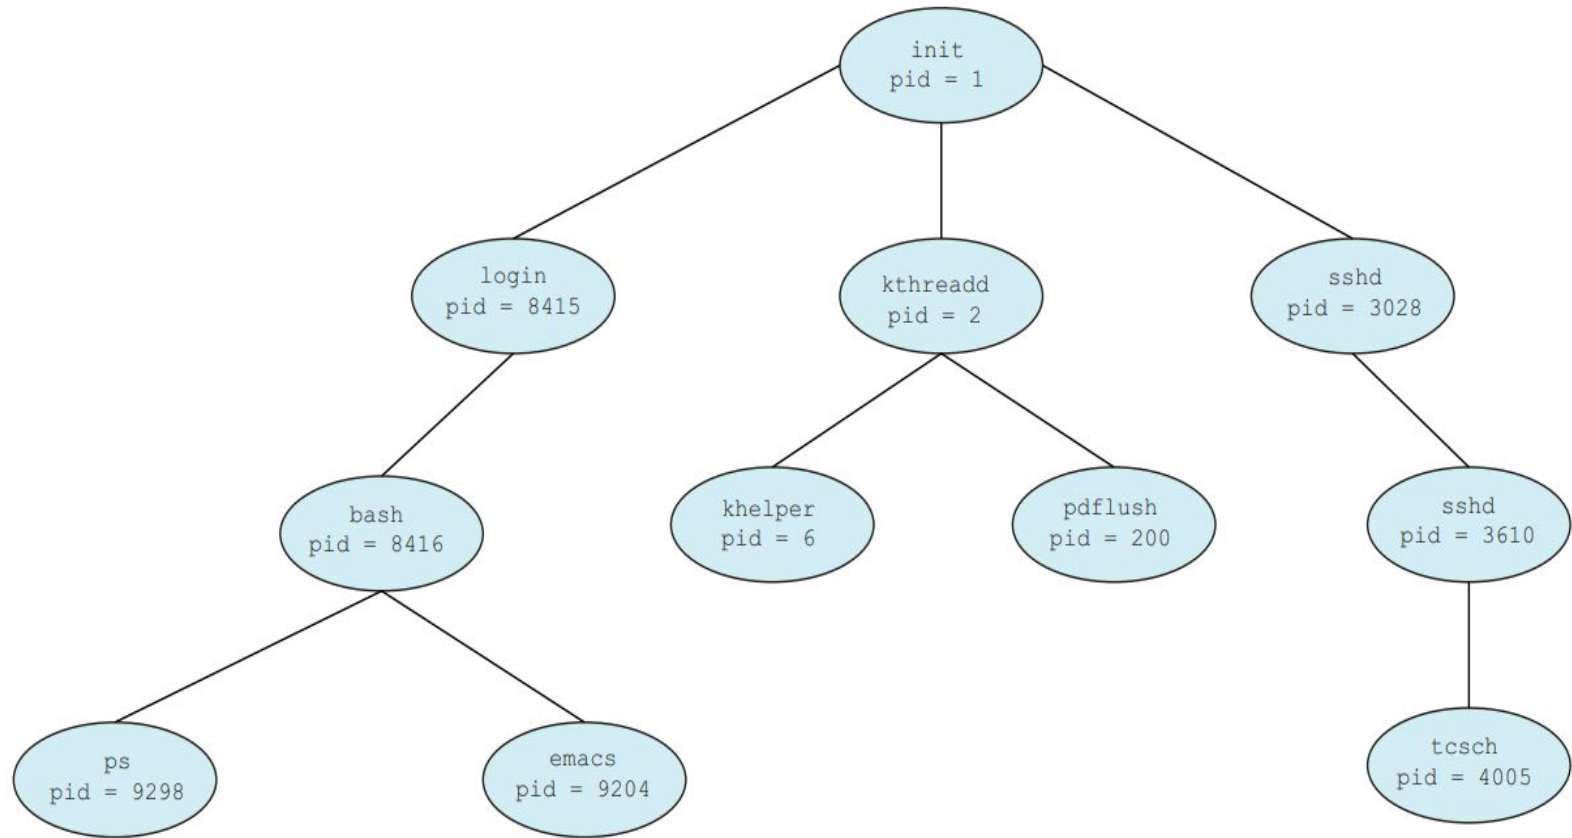 init
pid = 1
login
pid = 8415
kthreadd
pid = 2
sshd
pid = 3028
bash
pid = 8416
khelper
pid = 6
pdflush
pid = 200
sshd
pid = 3610
ps
pid = 9298
emacs
pid = 9204
tcsch
pid = 4005